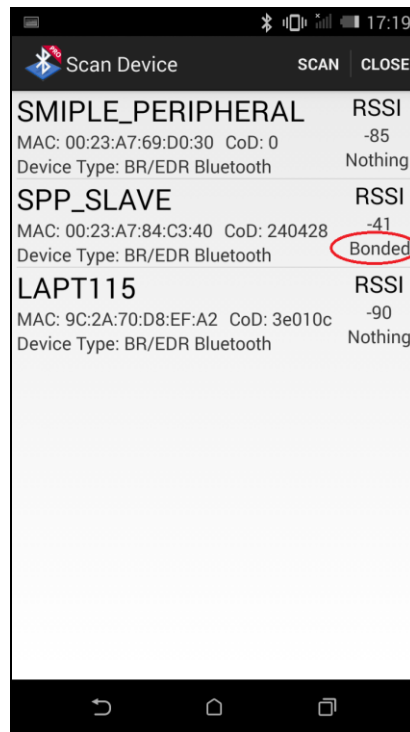 17:19
PRO
Scan Device SCAN CLOSE
SMIPLE_PERIPHERAL RSSI
MAC: 00:23:A7:69:D0:30 CoD: 0 -85
Device Type: BR/EDR Bluetooth Nothing
SPP_SLAVE RSSI
MAC: 00:23:A7:84:C3:40 CoD: 240428 -41
Device Type: BR/EDR Bluetooth Bonded
LAPT115 RSSI
MAC: 9C:2A:70:D8:EF:A2 CoD: 3e010c -90
Device Type: BR/EDR Bluetooth Nothing